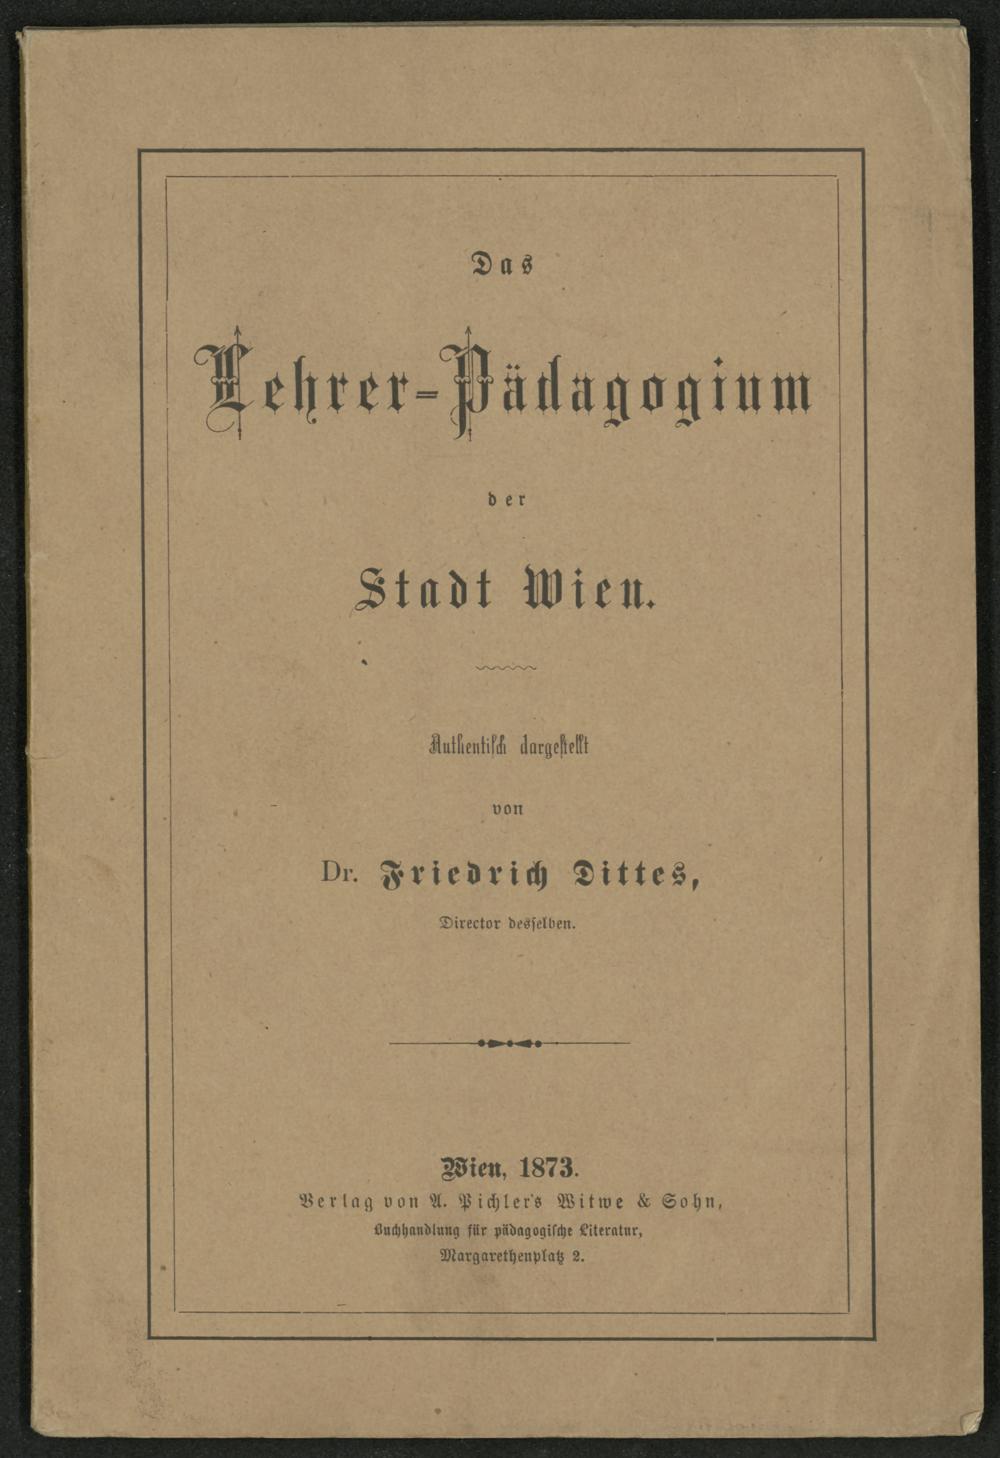 Das
Lehrer-Pädagogium
der
Stadt Wien.
Authentisch dargestellt
von
Dr. Friedrich Dittes,
Director desselben.
Wien, 1873.
Verlag von A. Pichler's Witwe & Sohn,
Buchhandlung für pädagogische Literatur,
Margarethenplatz 2.